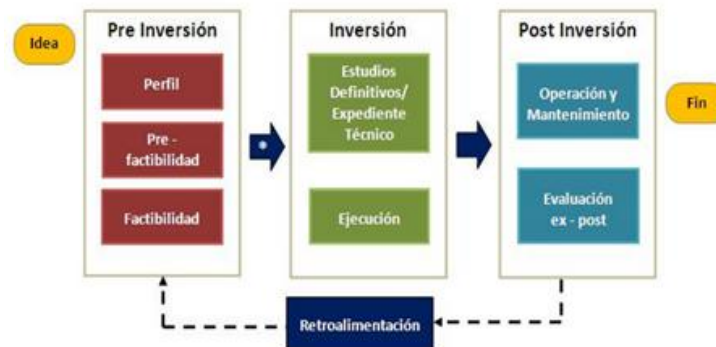 Idea
Pre Inversión
Perfil
Pre -
factibilidad
Factibilidad
Inversión
Estudios
Definitivos/
Expediente
Técnico
Ejecución
Post Inversión
Operación y
Mantenimiento
Evaluación
ex - post
Fin
Retroalimentación